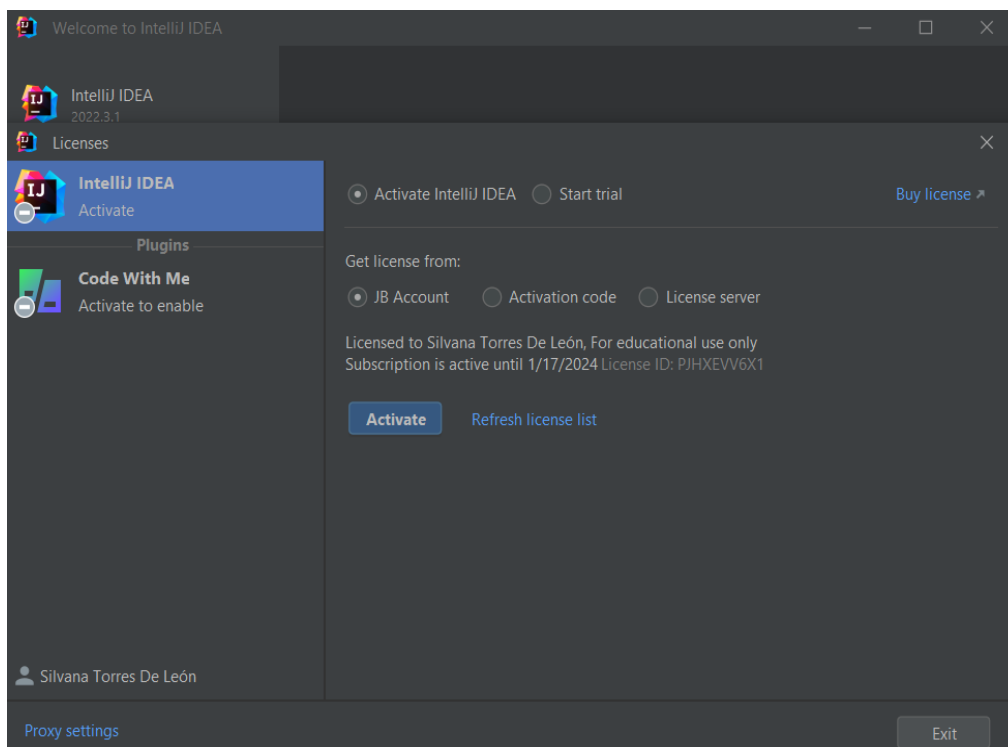 Welcome to IntelliJ IDEA
IntelliJ IDEA
2022.3.1
Licenses
IntelliJ IDEA
Activate
Plugins
Code With Me
Activate to enable
Silvana Torres De León
Activate IntelliJ IDEA Start trial Buy license
Get license from:
JB Account Activation code License server
Licensed to Silvana Torres De León, For educational use only
Subscription is active until 1/17/2024 License ID: PJHXEVV6X1
Activate Refresh license list
Proxy settings Exit